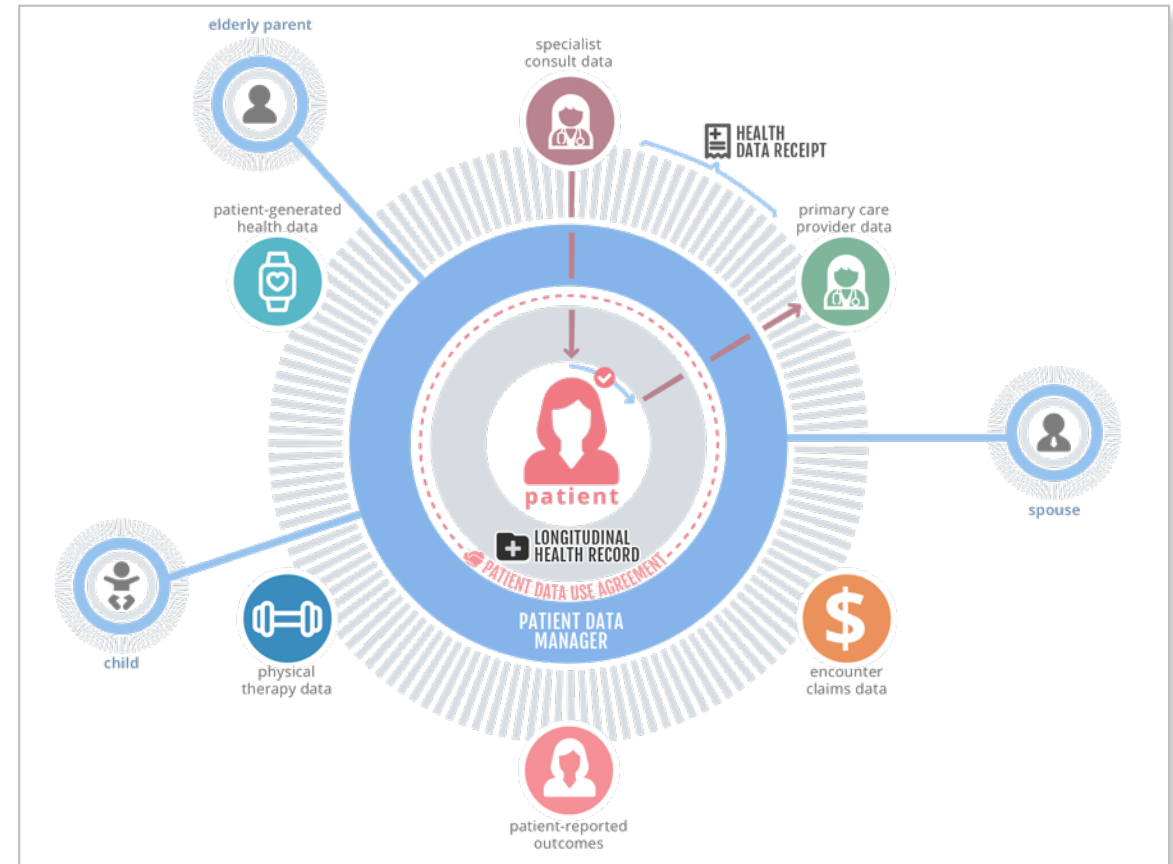 elderly parent
specialist
consult data
HEALTH
DATA RECEIPT
patient-generated
health data
primary care
provider data
patient
spouse
LONGITUDINAL
HEALTH RECORD
PATIENT DATA USE AGREEMENT
PATIENT DATA
MANAGER
$
child
physical
therapy data
encounter
claims data
patient-reported
outcomes